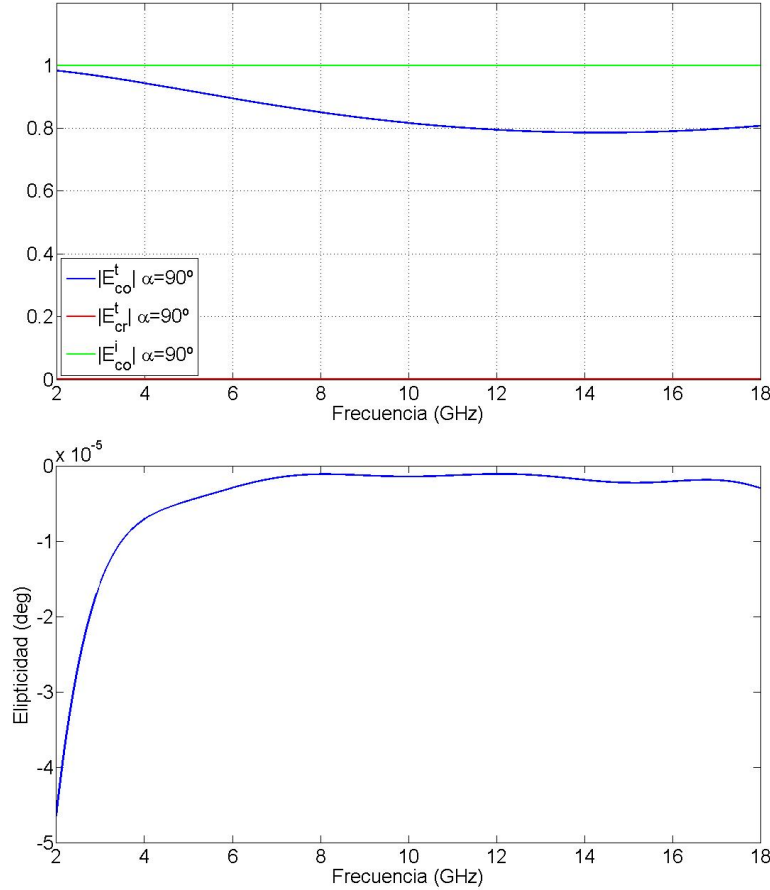 1
0.8
0.6
0.4
0.2
0
|E^t_co| α=90º
|E^t_cr| α=90º
|E^i_co| α=90º
2 4 6 8 10 12 14 16 18
Frecuencia (GHz)
x 10^-5
0
-1
-2
-3
-4
-5
Elipticidad (deg)
2 4 6 8 10 12 14 16 18
Frecuencia (GHz)